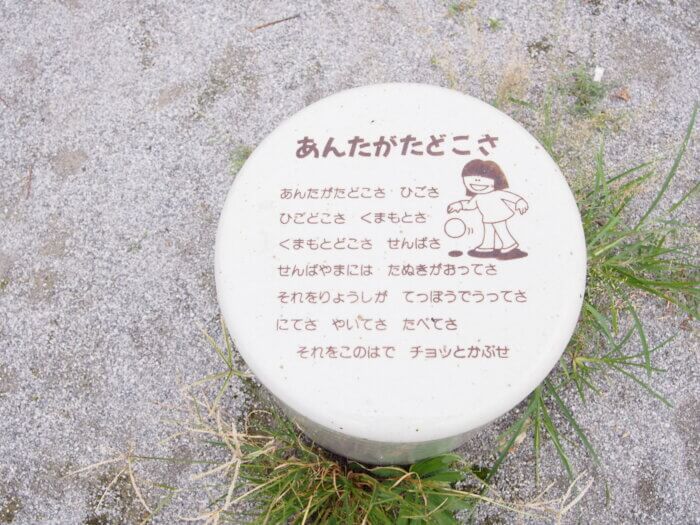 あんたがたどこさ
あんたがたどこさ　ひごさ
ひごどこさ　くまもとさ
くまもとどこさ　せんばさ
せんばやまには　たぬきがおってさ
それをりょうしが　てっぽうでうってさ
にてさ　やいてさ　たべてさ
それをこのはで　チョッとかぶせ